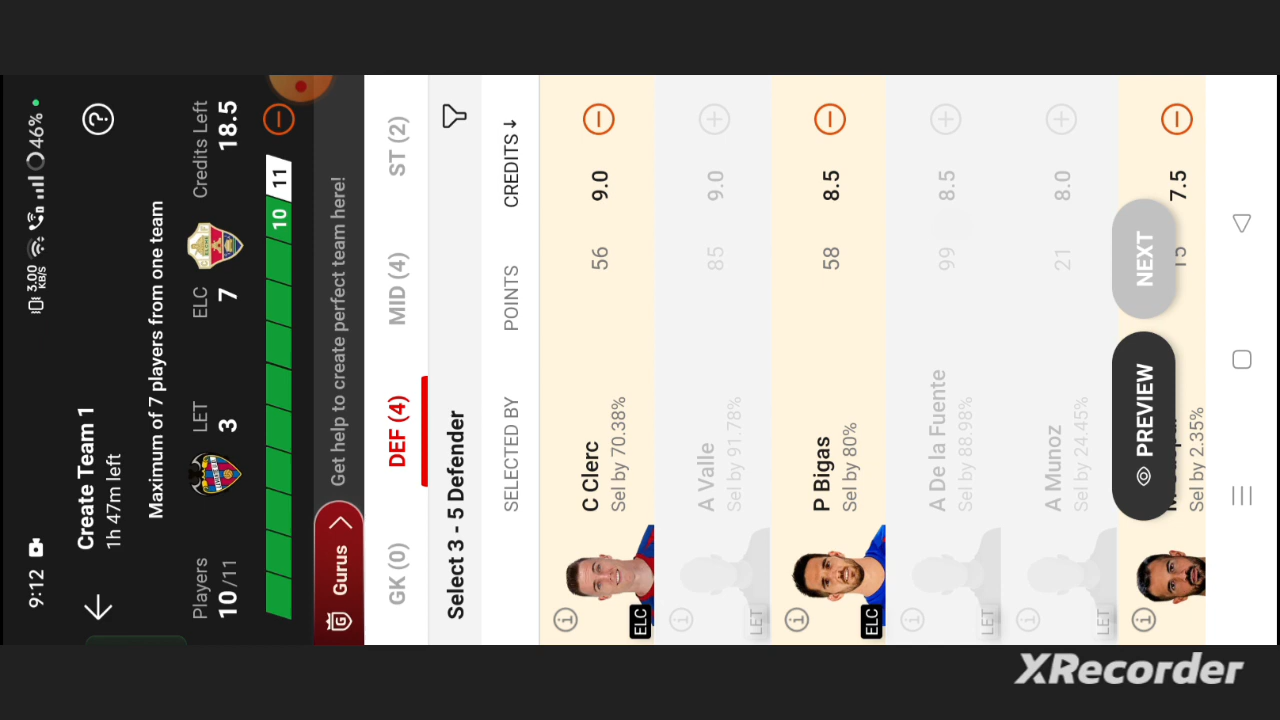 9:12
3.00 KB/S
46%
Create Team 1
1h 47m left
Maximum of 7 players from one team
Players
10/11
LET
3
ELC
7
Credits Left
18.5
10
11
Gurus
Get help to create perfect team here!
GK (0)
DEF (4)
MID (4)
ST (2)
Select 3 - 5 Defender
SELECTED BY
POINTS
CREDITS ↓
C Clerc
Sel by 70.38%
56
9.0
ELC
A Valle
Sel by 91.78%
85
9.0
LET
P Bigas
Sel by 80%
58
8.5
ELC
A De la Fuente
Sel by 88.98%
99
8.5
LET
A Munoz
Sel by 24.45%
21
8.0
LET
Sel by 2.35%
7.5
PREVIEW
NEXT
XRecorder